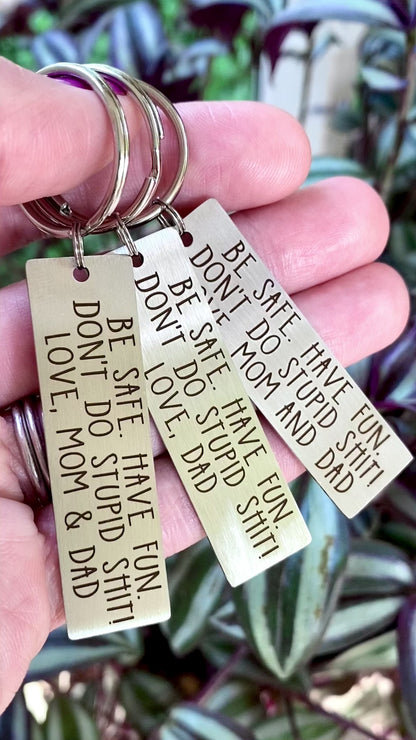 BE SAFE. HAVE FUN.
DON'T DO STUPID SHIT!
LOVE, MOM & DAD
BE SAFE. HAVE FUN.
DON'T DO STUPID SHIT!
LOVE, DAD
BE SAFE. HAVE FUN.
DON'T DO STUPID SHIT!
MOM AND DAD